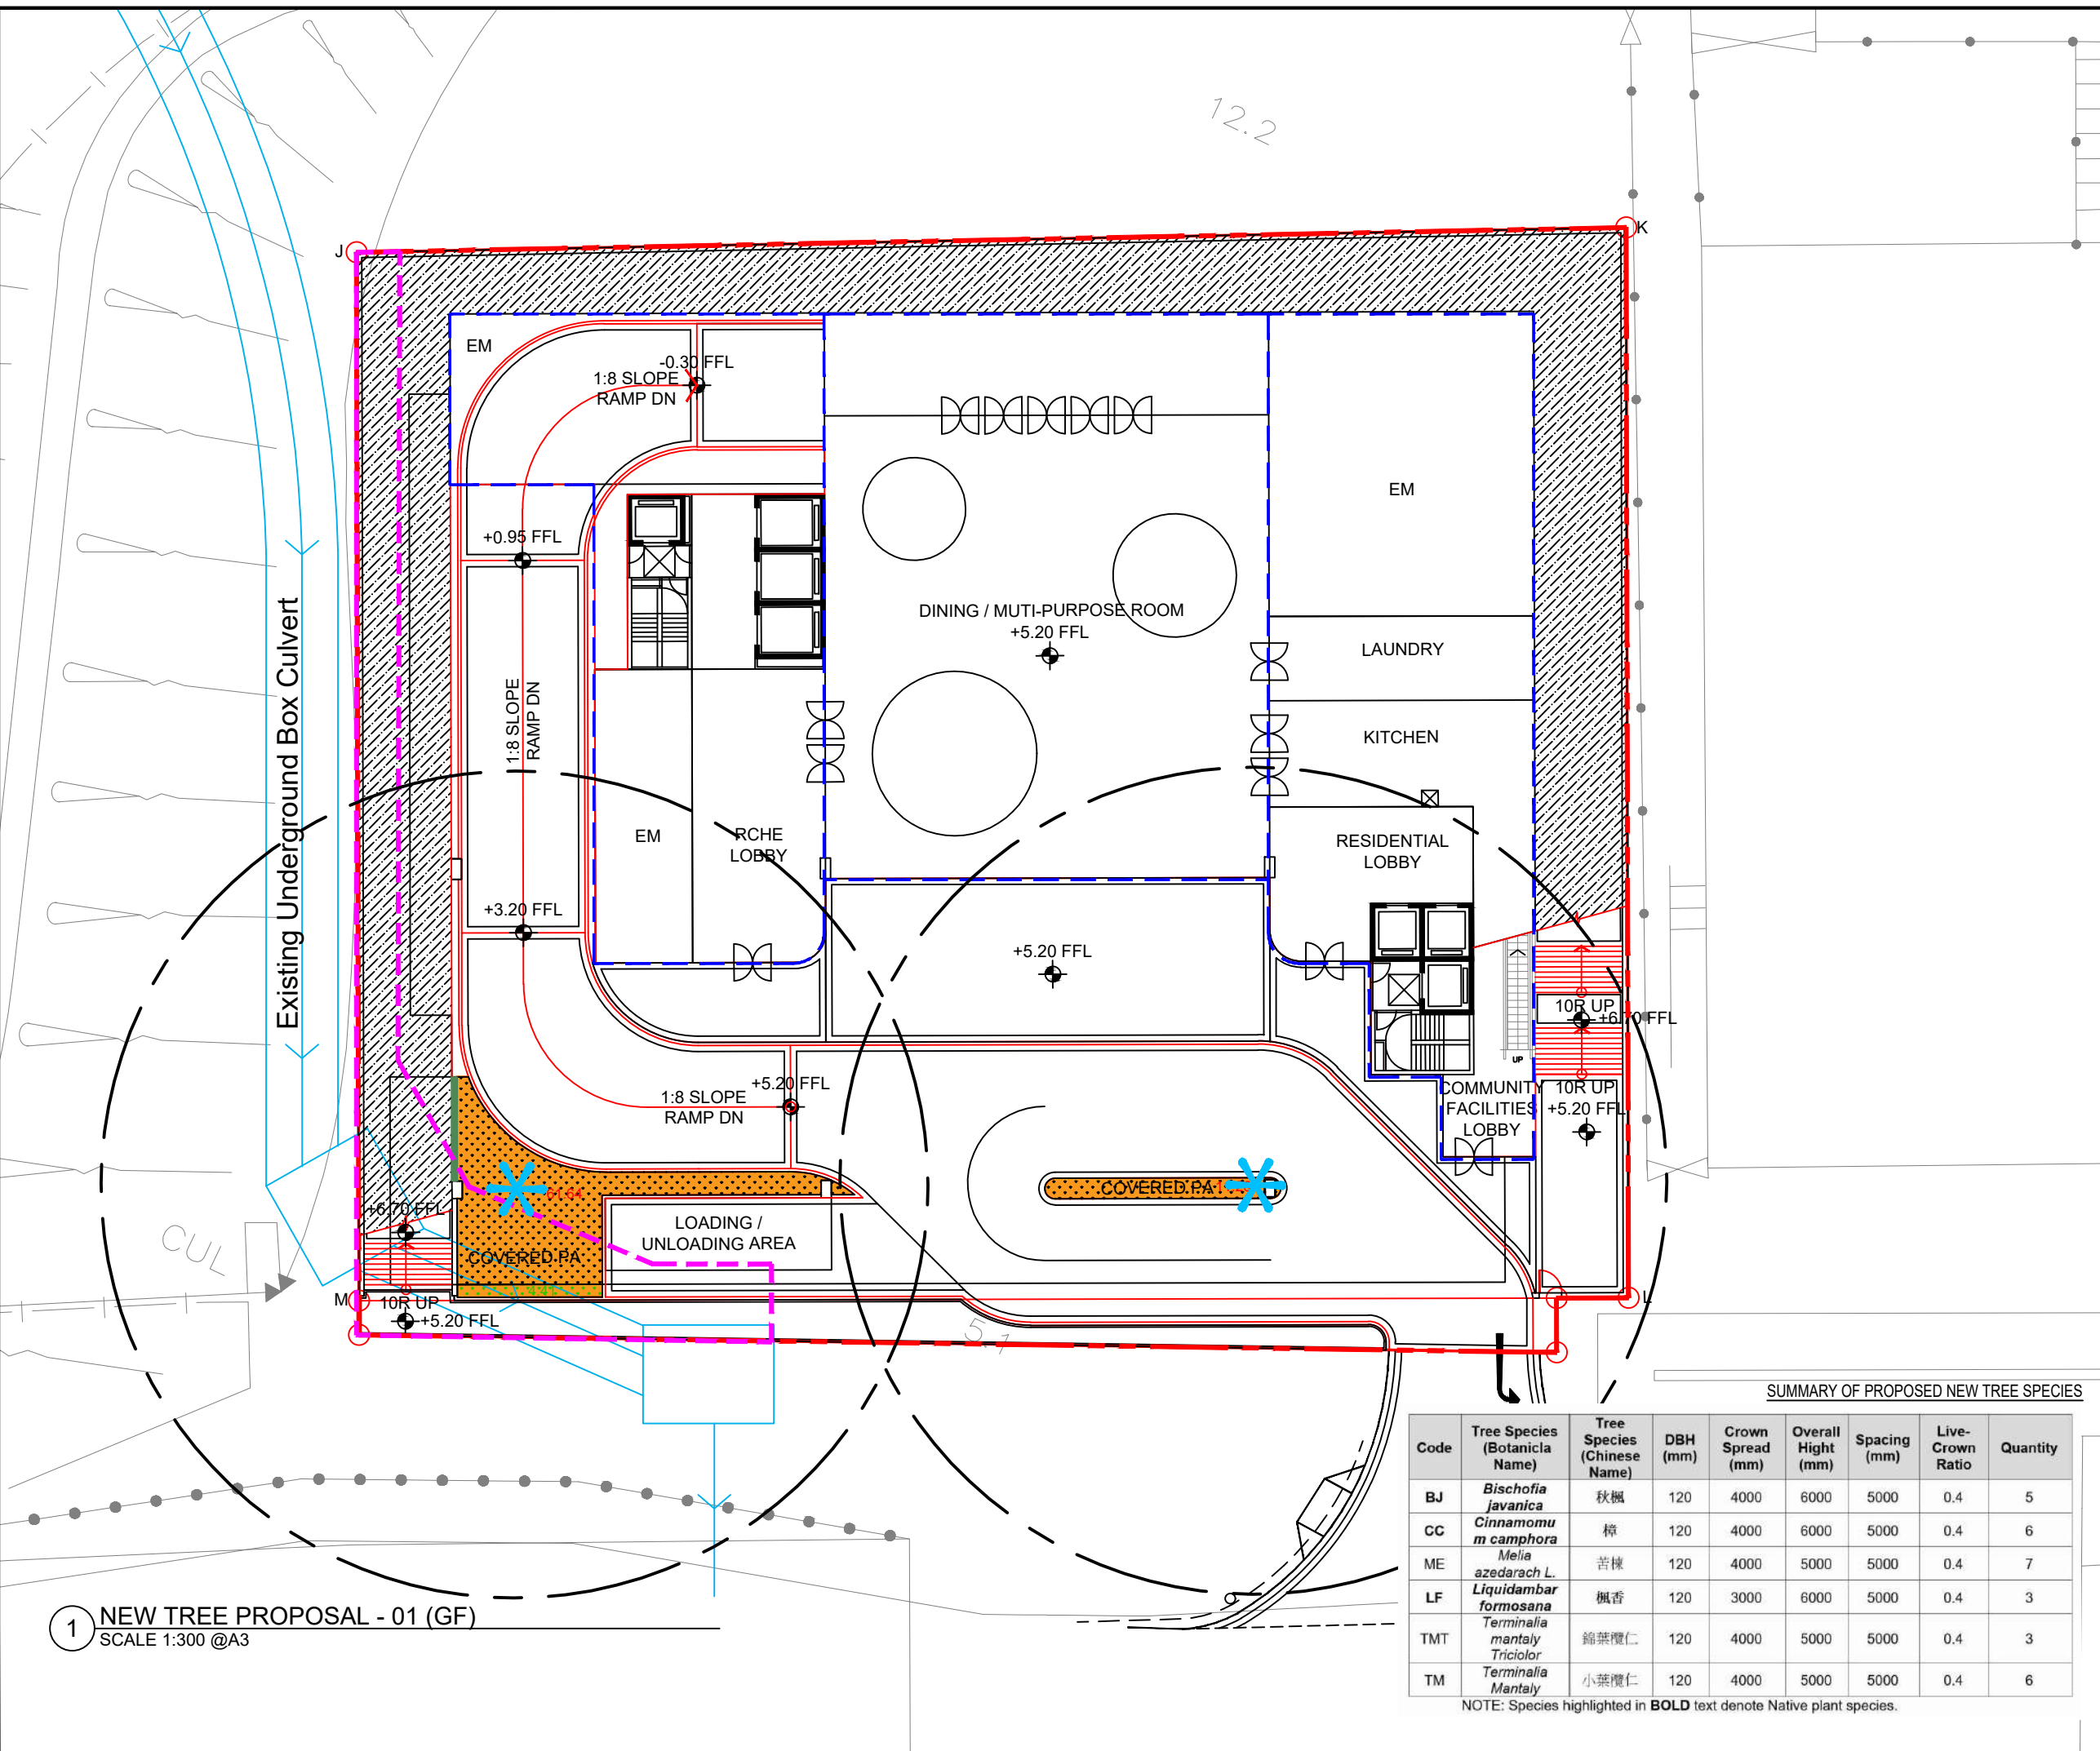 12.2
J
K
EM
-0.30 FFL
1:8 SLOPE
RAMP DN
EM
+0.95 FFL
DINING / MUTI-PURPOSE ROOM
+5.20 FFL
LAUNDRY
1:8 SLOPE
RAMP DN
KITCHEN
Existing Underground Box Culvert
EM
RCHE
LOBBY
RESIDENTIAL
LOBBY
+3.20 FFL
+5.20 FFL
10R UP
+6.70 FFL
UP
1:8 SLOPE
RAMP DN
+5.20 FFL
COMMUNITY
FACILITIES
LOBBY
10R UP
+5.20 FFL
61.64
COVERED PA
+6.70 FFL
LOADING /
UNLOADING AREA
CUL
COVERED PA
M
10R UP
+5.20 FFL
L
SUMMARY OF PROPOSED NEW TREE SPECIES
Code Tree Species (Botanicla Name) Tree Species (Chinese Name) DBH (mm) Crown Spread (mm) Overall Hight (mm) Spacing (mm) Live-Crown Ratio Quantity
BJ Bischofia javanica 秋楓 120 4000 6000 5000 0.4 5
CC Cinnamomum camphora 樟 120 4000 6000 5000 0.4 6
ME Melia azedarach L. 苦楝 120 4000 5000 5000 0.4 7
LF Liquidambar formosana 楓香 120 3000 6000 5000 0.4 3
TMT Terminalia mantaly Triciolor 錦葉欖仁 120 4000 5000 5000 0.4 3
TM Terminalia Mantaly 小葉欖仁 120 4000 5000 5000 0.4 6
NOTE: Species highlighted in BOLD text denote Native plant species.
1
NEW TREE PROPOSAL - 01 (GF)
SCALE 1:300 @A3